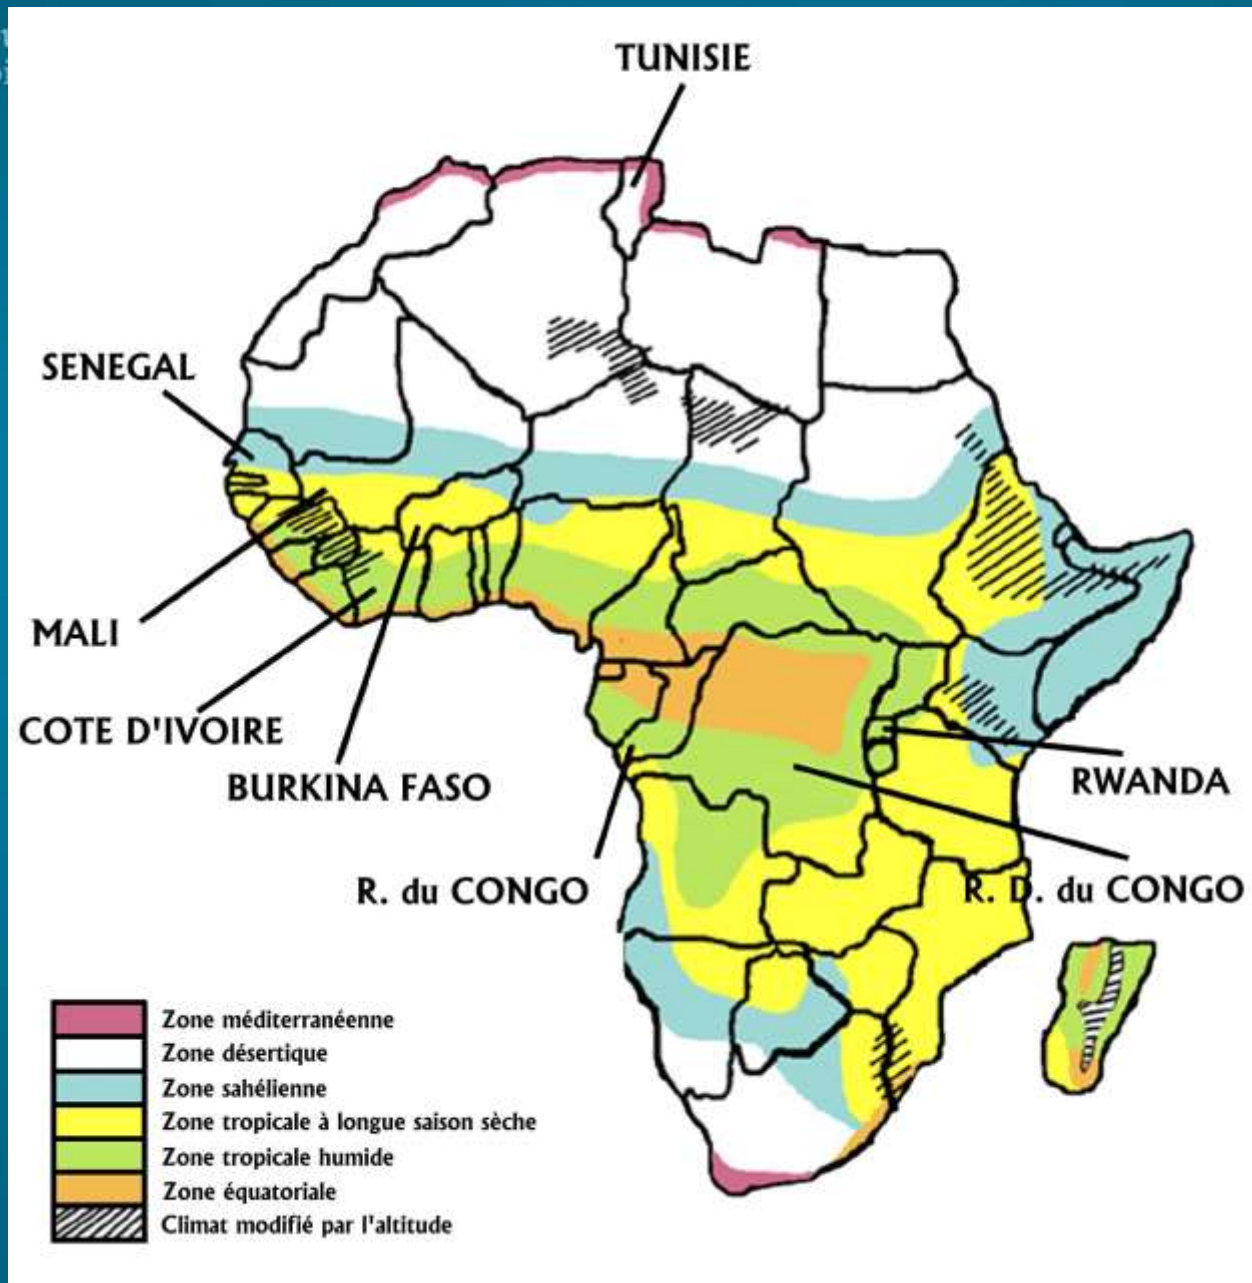 TUNISIE
SENEGAL
MALI
COTE D'IVOIRE
BURKINA FASO
RWANDA
R. du CONGO
R. D. du CONGO
Zone méditerranéenne
Zone désertique
Zone sahélienne
Zone tropicale à longue saison sèche
Zone tropicale humide
Zone équatoriale
Climat modifié par l'altitude